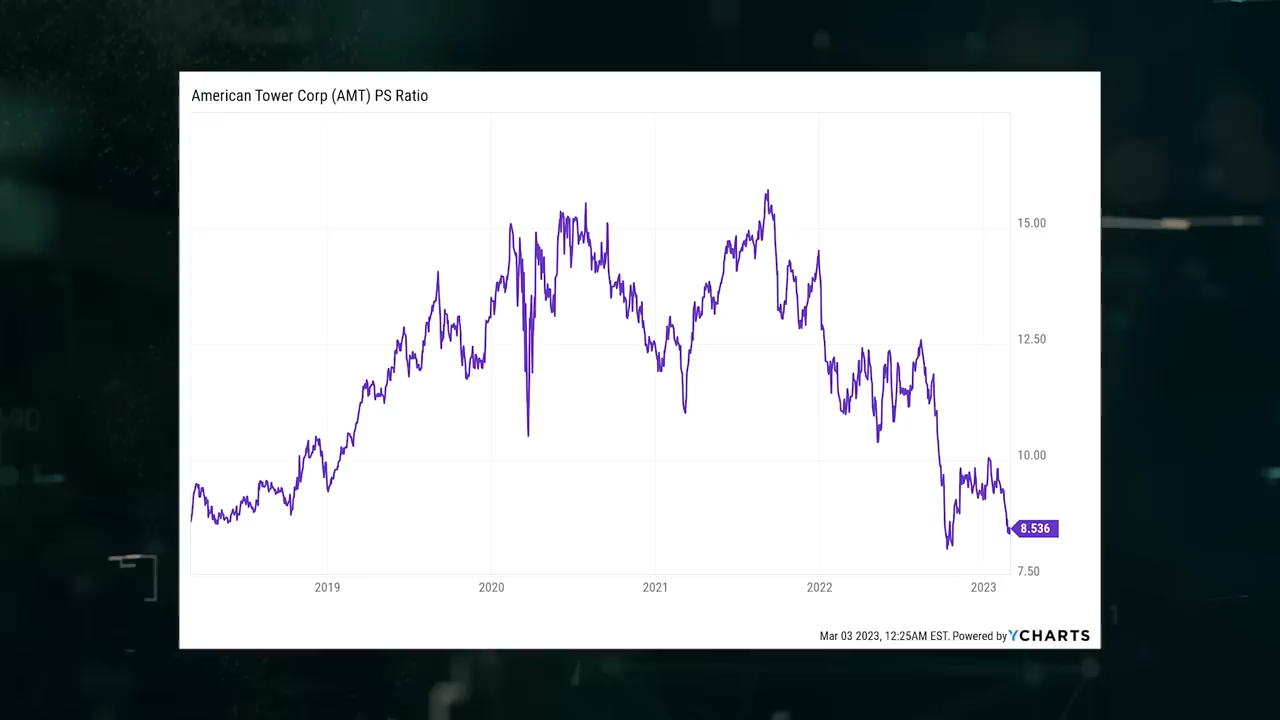 American Tower Corp (AMT) PS Ratio
15.00
12.50
10.00
8.536
7.50
2019 2020 2021 2022 2023
Mar 03 2023, 12:25AM EST. Powered by YCHARTS